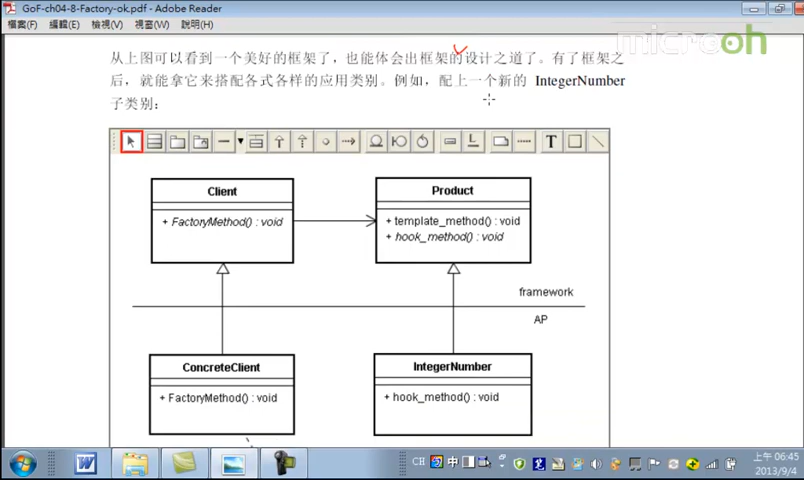 GoF-ch04-8-Factory-ok.pdf - Adobe Reader
檔案(F) 編輯(E) 檢視(V) 視窗(W) 說明(H)
microoh
从上图可以看到一个美好的框架了，也能体会出框架的设计之道了。有了框架之
后，就能拿它来搭配各式各样的应用类别。例如，配上一个新的 IntegerNumber
子类别：
T
Client
+ FactoryMethod() : void
Product
+ template_method() : void
+ hook_method() : void
framework
AP
ConcreteClient
+ FactoryMethod() : void
IntegerNumber
+ hook_method() : void
CH 中
上午 06:45
2013/9/4